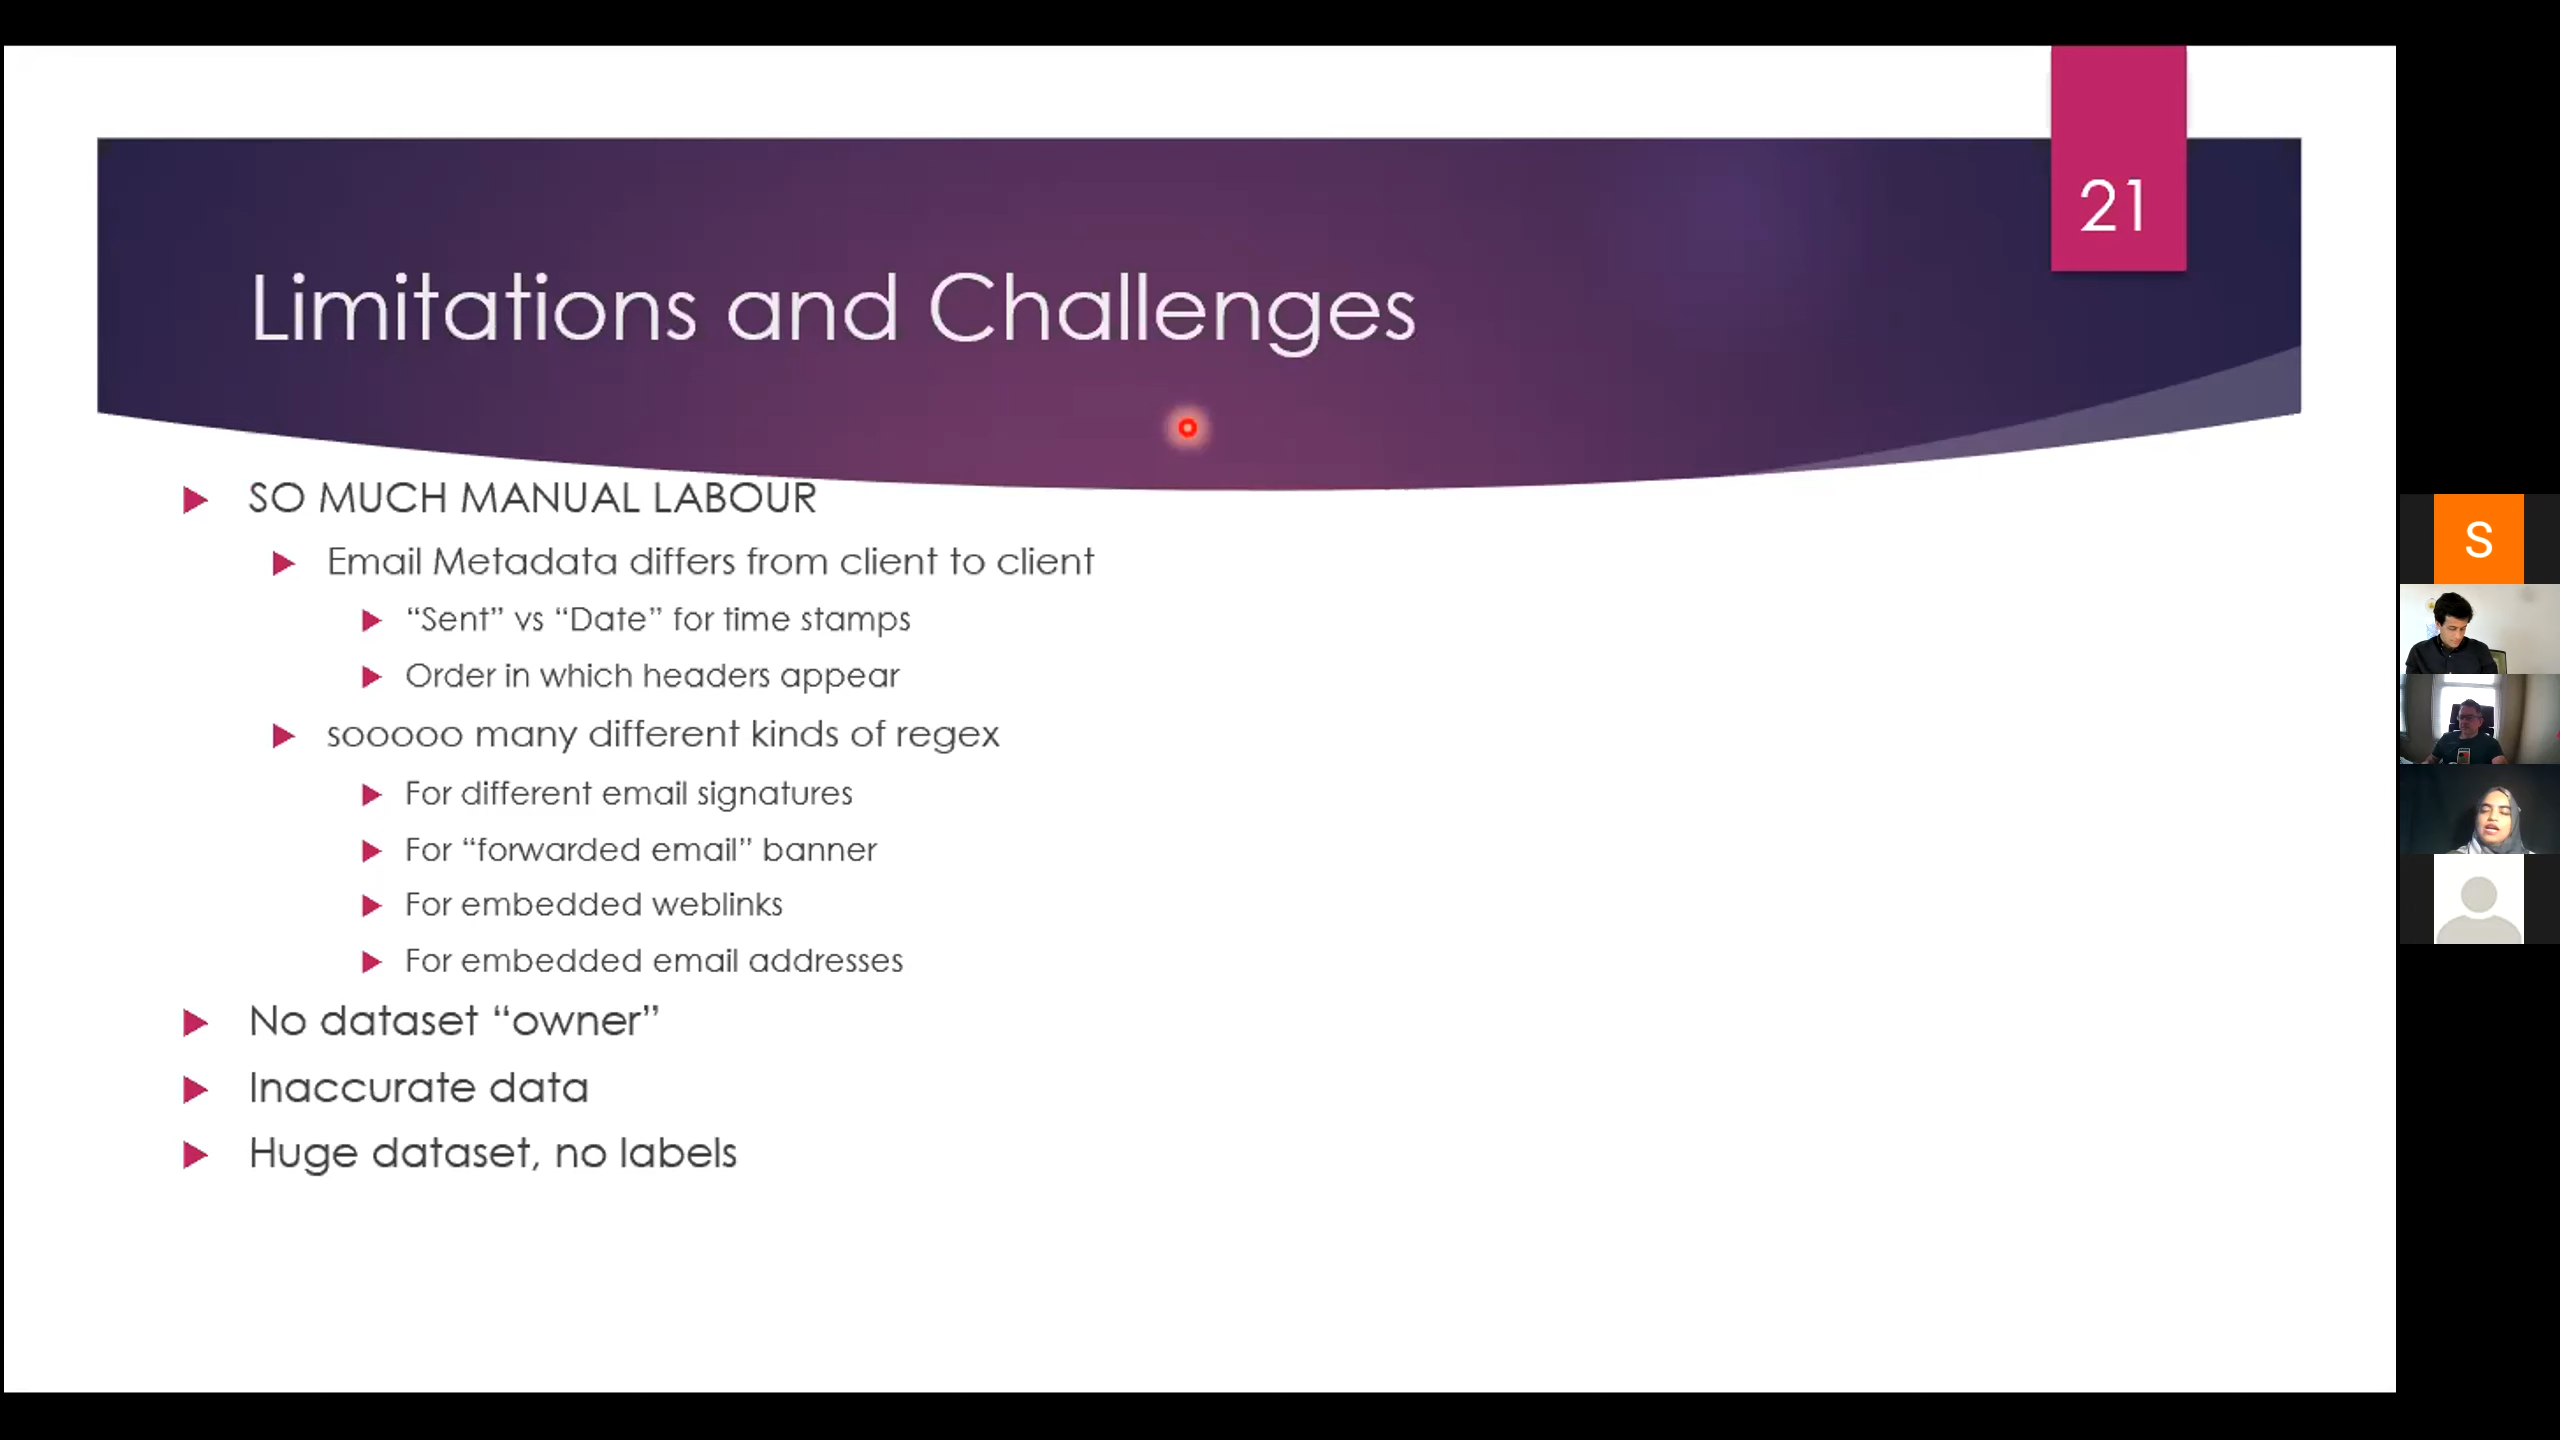 21
Limitations and Challenges
SO MUCH MANUAL LABOUR
Email Metadata differs from client to client
“Sent” vs “Date” for time stamps
Order in which headers appear
sooooo many different kinds of regex
For different email signatures
For “forwarded email” banner
For embedded weblinks
For embedded email addresses
No dataset “owner”
Inaccurate data
Huge dataset, no labels
S